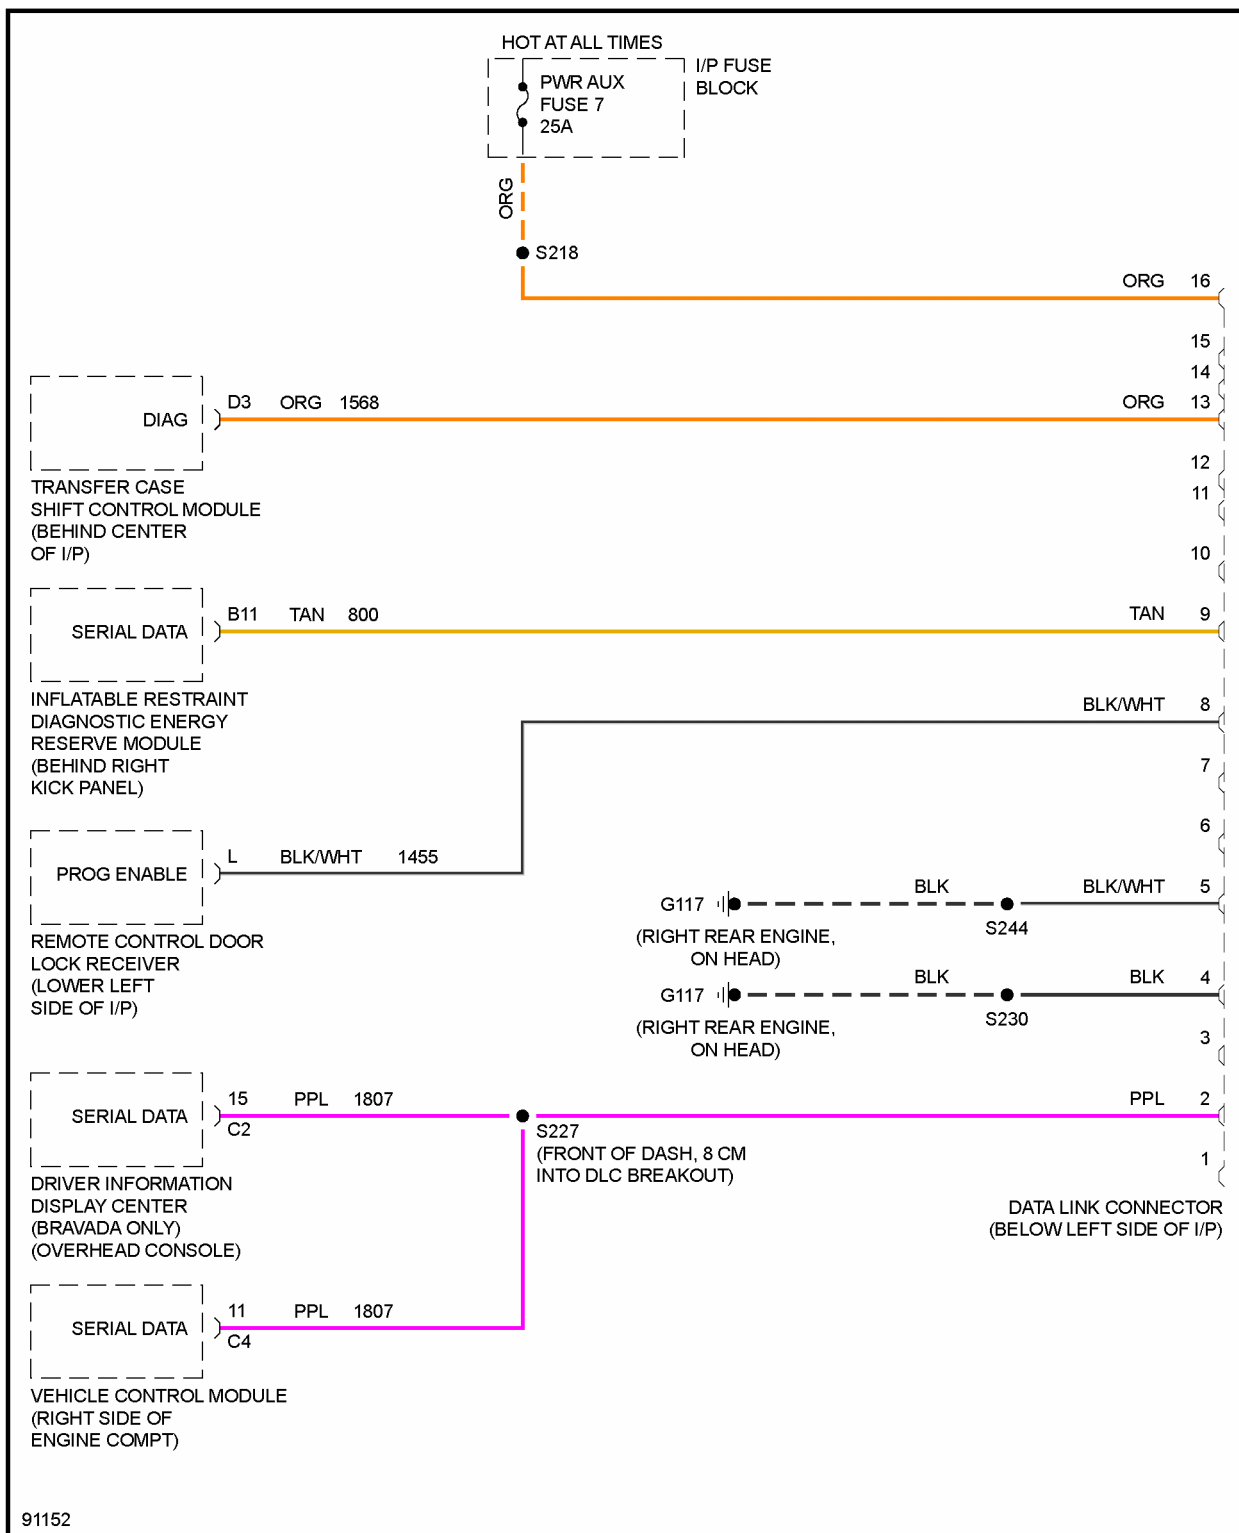 HOT AT ALL TIMES
I/P FUSE
BLOCK
PWR AUX
FUSE 7
25A
ORG
S218
ORG 16
15
14
DIAG
D3 ORG 1568
ORG 13
TRANSFER CASE
SHIFT CONTROL MODULE
(BEHIND CENTER
OF I/P)
12
11
10
SERIAL DATA
B11 TAN 800
TAN 9
INFLATABLE RESTRAINT
DIAGNOSTIC ENERGY
RESERVE MODULE
(BEHIND RIGHT
KICK PANEL)
BLK/WHT 8
7
6
PROG ENABLE
L BLK/WHT 1455
REMOTE CONTROL DOOR
LOCK RECEIVER
(LOWER LEFT
SIDE OF I/P)
G117
BLK
S244
BLK/WHT 5
(RIGHT REAR ENGINE,
ON HEAD)
G117
BLK
S230
BLK 4
(RIGHT REAR ENGINE,
ON HEAD)
3
SERIAL DATA
15 PPL 1807
C2
S227
(FRONT OF DASH, 8 CM
INTO DLC BREAKOUT)
PPL 2
1
DATA LINK CONNECTOR
(BELOW LEFT SIDE OF I/P)
DRIVER INFORMATION
DISPLAY CENTER
(BRAVADA ONLY)
(OVERHEAD CONSOLE)
SERIAL DATA
11 PPL 1807
C4
VEHICLE CONTROL MODULE
(RIGHT SIDE OF
ENGINE COMPT)
91152